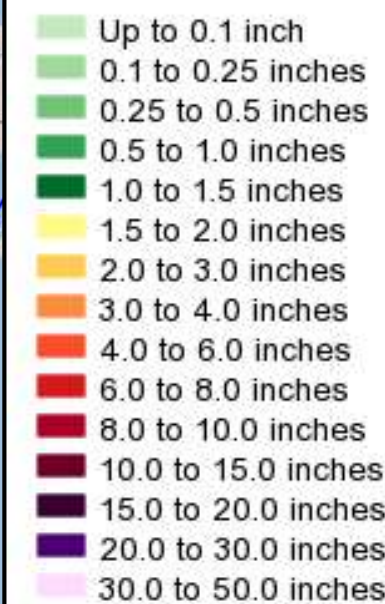 Up to 0.1 inch
0.1 to 0.25 inches
0.25 to 0.5 inches
0.5 to 1.0 inches
1.0 to 1.5 inches
1.5 to 2.0 inches
2.0 to 3.0 inches
3.0 to 4.0 inches
4.0 to 6.0 inches
6.0 to 8.0 inches
8.0 to 10.0 inches
10.0 to 15.0 inches
15.0 to 20.0 inches
20.0 to 30.0 inches
30.0 to 50.0 inches